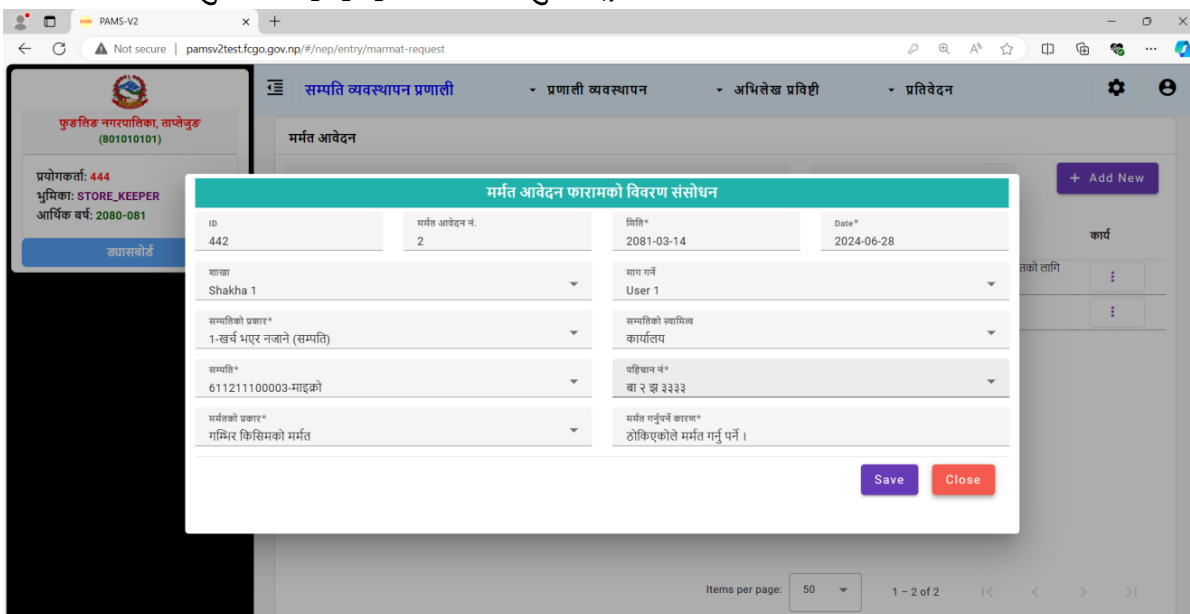 PAMS-V2
Not secure | pamsv2test.fcgo.gov.np/#/nep/entry/marmat-request
सम्पति व्यवस्थापन प्रणाली प्रणाली व्यवस्थापन अभिलेख प्रविष्टी प्रतिवेदन
फुङलिङ नगरपालिका, ताप्लेजुङ
(801010101)
मर्मत आवेदन
प्रयोगकर्ता: 444
भुमिका: STORE_KEEPER
आर्थिक बर्ष: 2080-081
ड्यासबोर्ड
+ Add New
कार्य
तको लागि
मर्मत आवेदन फारामको विवरण संसोधन
ID मर्मत आवेदन नं. मिति* Date*
442 2 2081-03-14 2024-06-28
शाखा माग गर्ने
Shakha 1 User 1
सम्पतिको प्रकार* सम्पतिको स्वामित्व
1-खर्च भएर नजाने (सम्पति) कार्यालय
सम्पति* पहिचान नं*
611211100003-माइक्रो बा २ झ ३३३३
मर्मतको प्रकार* मर्मत गर्नुपर्ने कारण*
गम्भिर किसिमको मर्मत ठोकिएकोले मर्मत गर्नु पर्ने ।
Save Close
Items per page: 50 1 – 2 of 2